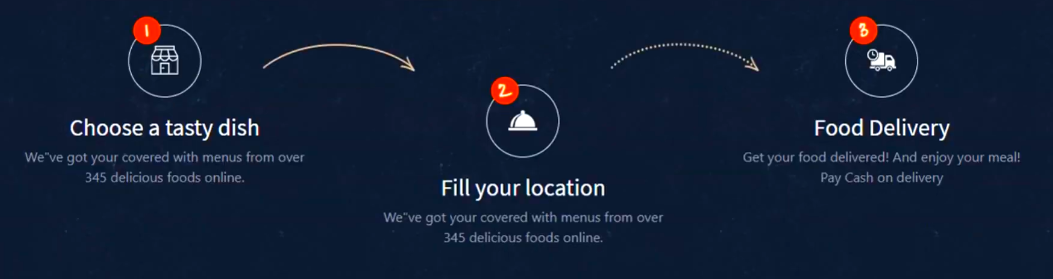 1
Choose a tasty dish
We"ve got your covered with menus from over
345 delicious foods online.
2
Fill your location
We"ve got your covered with menus from over
345 delicious foods online.
3
Food Delivery
Get your food delivered! And enjoy your meal!
Pay Cash on delivery